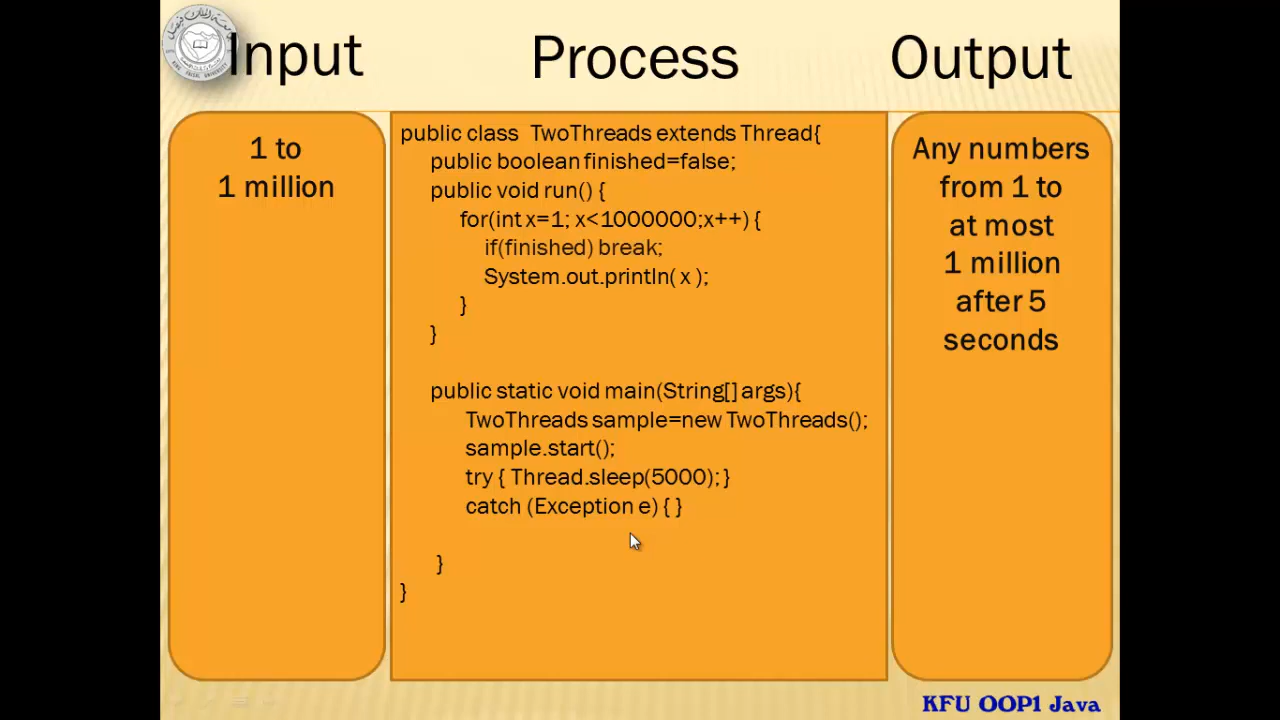 Input
Process
Output
1 to
1 million
public class TwoThreads extends Thread{
public boolean finished=false;
public void run() {
for(int x=1; x<1000000;x++) {
if(finished) break;
System.out.println( x );
}
}
public static void main(String[] args){
TwoThreads sample=new TwoThreads();
sample.start();
try { Thread.sleep(5000); }
catch (Exception e) { }
}
}
Any numbers
from 1 to
at most
1 million
after 5
seconds
KFU OOP1 Java